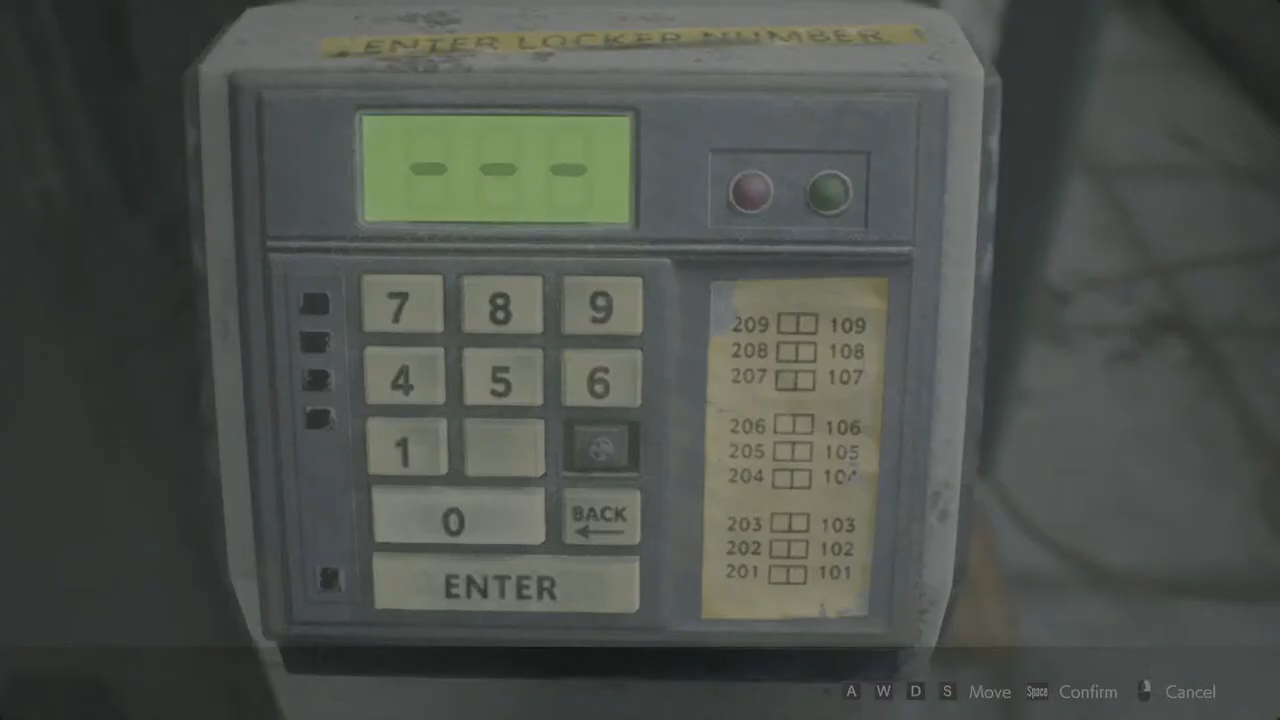 ENTER LOCKER NUMBER
- - -
7 8 9
4 5 6
1
0 BACK
ENTER
209 109
208 108
207 107
206 106
205 105
204 104
203 103
202 102
201 101
A W D S Move Space Confirm Cancel